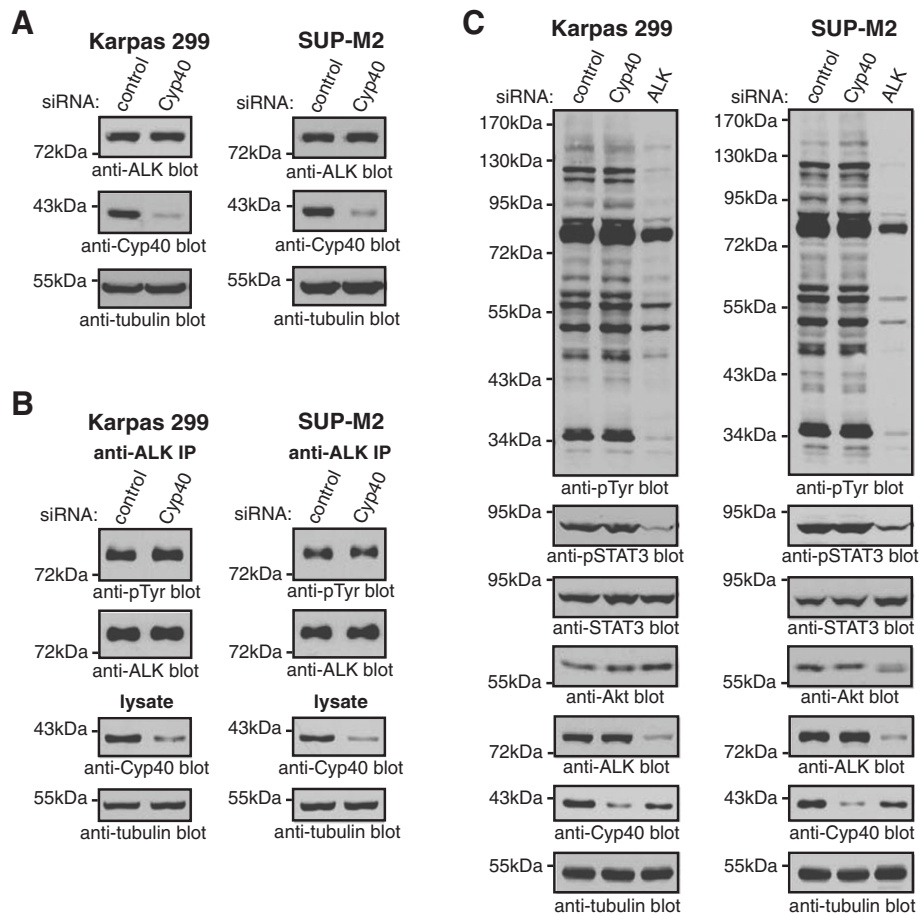 A
Karpas 299
SUP-M2
siRNA: control Cyp40
siRNA: control Cyp40
72kDa
anti-ALK blot
72kDa
anti-ALK blot
43kDa
anti-Cyp40 blot
43kDa
anti-Cyp40 blot
55kDa
anti-tubulin blot
55kDa
anti-tubulin blot
B
Karpas 299
SUP-M2
anti-ALK IP
anti-ALK IP
siRNA: control Cyp40
siRNA: control Cyp40
72kDa
anti-pTyr blot
72kDa
anti-pTyr blot
72kDa
anti-ALK blot
72kDa
anti-ALK blot
lysate
lysate
43kDa
anti-Cyp40 blot
43kDa
anti-Cyp40 blot
55kDa
anti-tubulin blot
55kDa
anti-tubulin blot
C
Karpas 299
SUP-M2
siRNA: control Cyp40 ALK
siRNA: control Cyp40 ALK
170kDa
130kDa
95kDa
72kDa
55kDa
43kDa
34kDa
anti-pTyr blot
170kDa
130kDa
95kDa
72kDa
55kDa
43kDa
34kDa
anti-pTyr blot
95kDa
anti-pSTAT3 blot
95kDa
anti-pSTAT3 blot
95kDa
anti-STAT3 blot
95kDa
anti-STAT3 blot
55kDa
anti-Akt blot
55kDa
anti-Akt blot
72kDa
anti-ALK blot
72kDa
anti-ALK blot
43kDa
anti-Cyp40 blot
43kDa
anti-Cyp40 blot
55kDa
anti-tubulin blot
55kDa
anti-tubulin blot